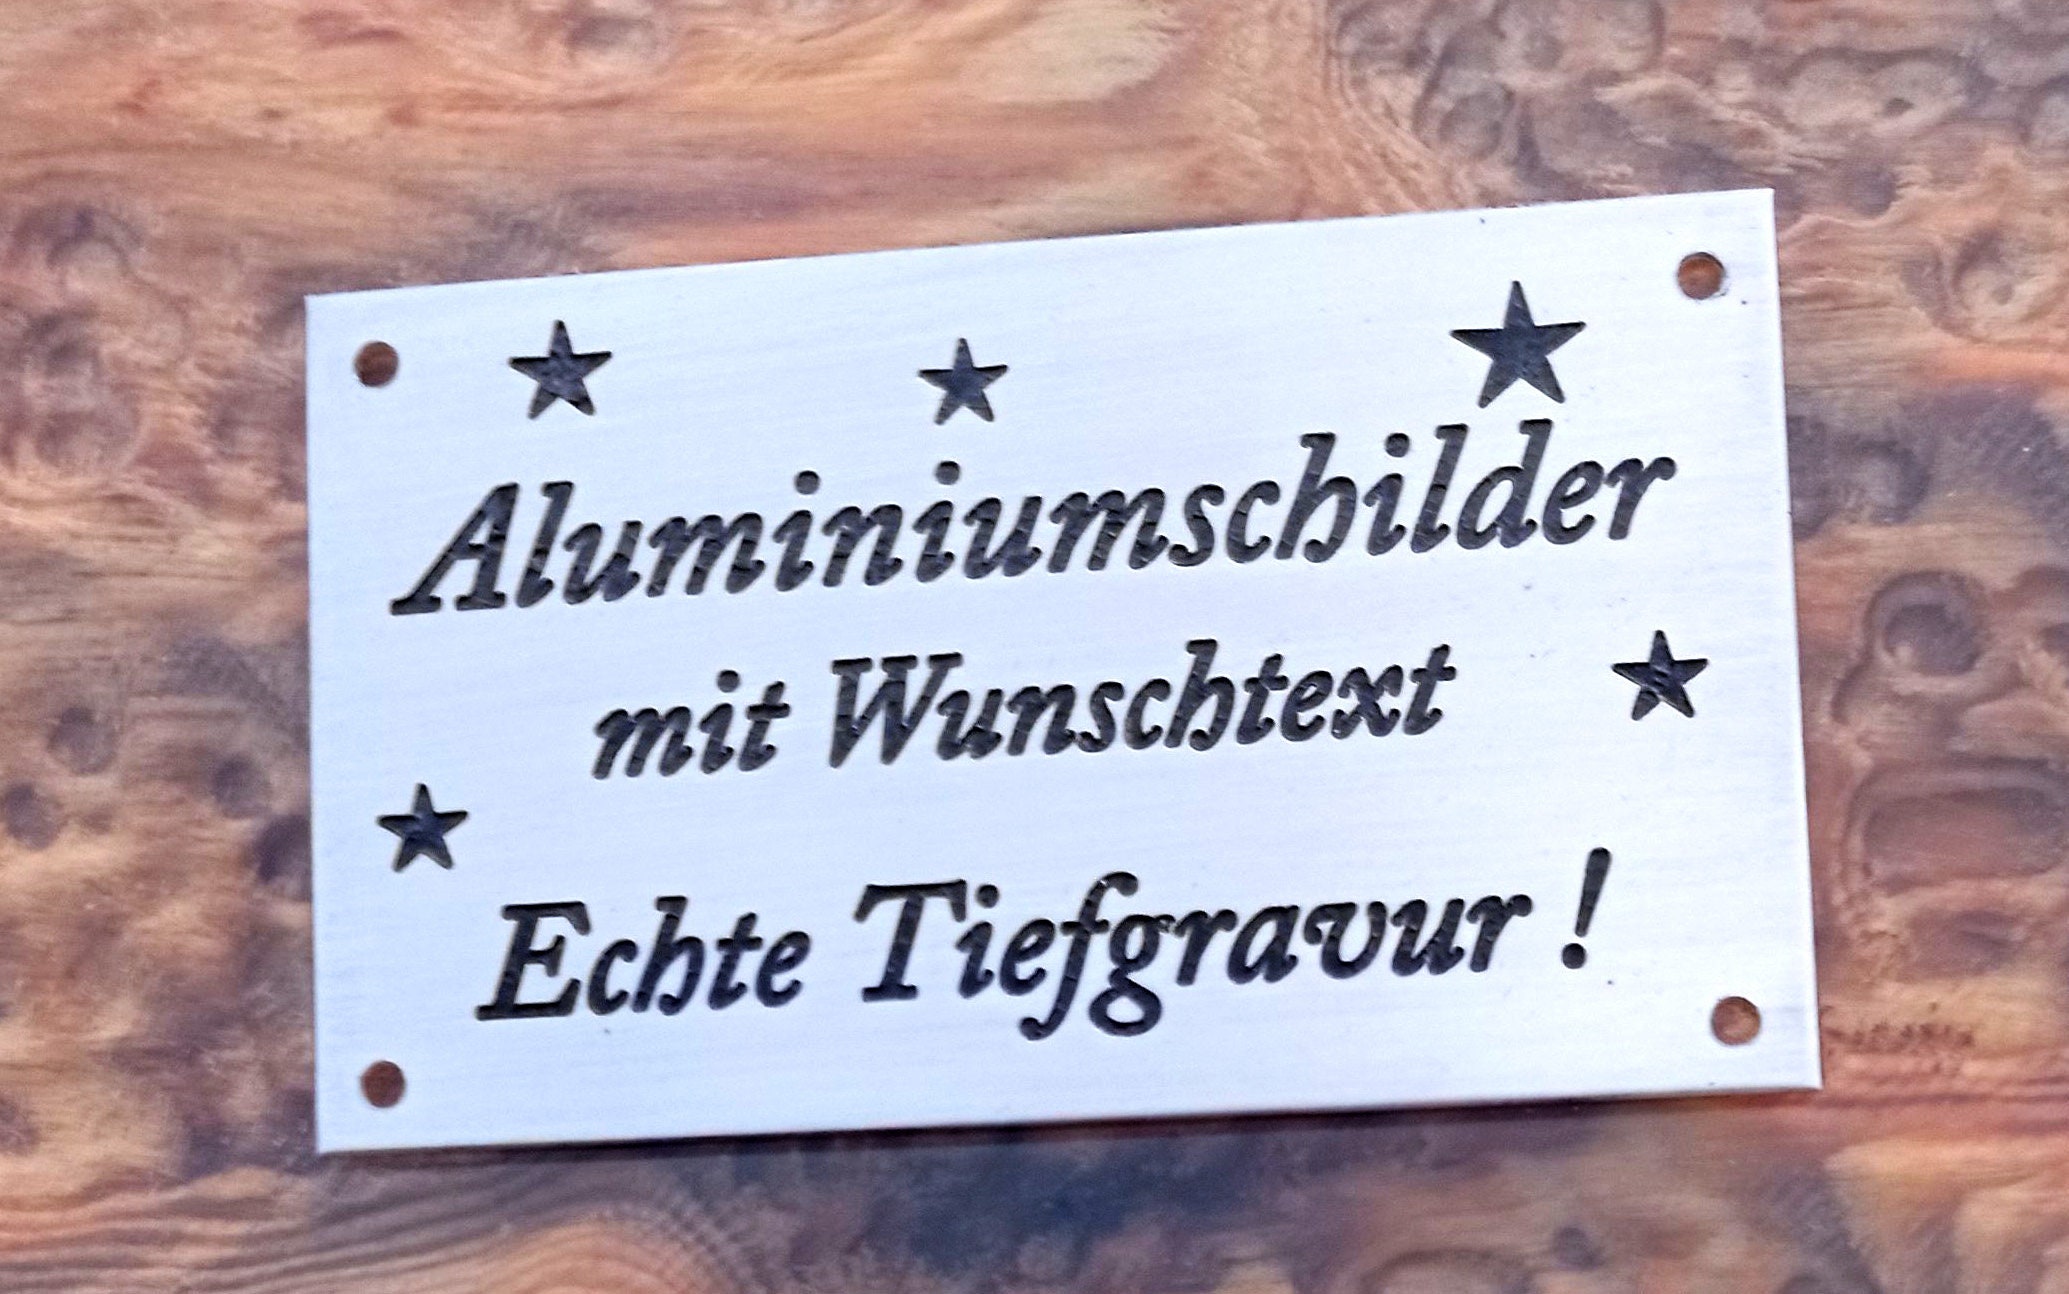 Aluminiumschilder
mit Wunschtext
Echte Tiefgravur !